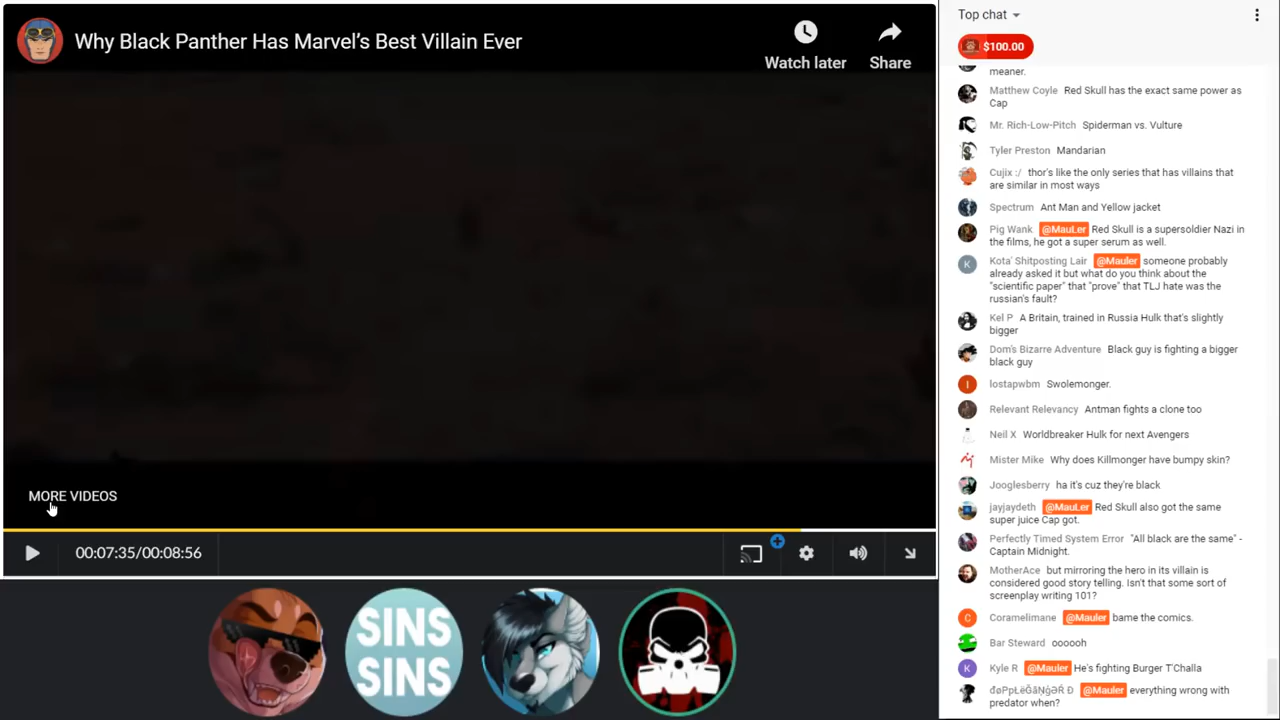 Why Black Panther Has Marvel's Best Villain Ever
Watch later
Share
MORE VIDEOS
00:07:35/00:08:56
SINS
SINS
Top chat
$100.00
meaner.
Matthew Coyle Red Skull has the exact same power as
Cap
Mr. Rich-Low-Pitch Spiderman vs. Vulture
Tyler Preston Mandarian
Cujix :/ thor's like the only series that has villains that
are similar in most ways
Spectrum Ant Man and Yellow jacket
Pig Wank @MauLer Red Skull is a supersoldier Nazi in
the films, he got a super serum as well.
K
Kota' Shitposting Lair @Mauler someone probably
already asked it but what do you think about the
"scientific paper" that "prove" that TLJ hate was the
russian's fault?
Kel P A Britain, trained in Russia Hulk that's slightly
bigger
Dom's Bizarre Adventure Black guy is fighting a bigger
black guy
lostapwbm Swolemonger.
Relevant Relevancy Antman fights a clone too
Neil X Worldbreaker Hulk for next Avengers
Mister Mike Why does Killmonger have bumpy skin?
Jooglesberry ha it's cuz they're black
jayjaydeth @MauLer Red Skull also got the same
super juice Cap got.
Perfectly Timed System Error "All black are the same" -
Captain Midnight.
MotherAce but mirroring the hero in its villain is
considered good story telling. Isn't that some sort of
screenplay writing 101?
C
Coramelimane @Mauler bame the comics.
Bar Steward oooooh
K
Kyle R @Mauler He's fighting Burger T'Challa
@Mauler everything wrong with
predator when?